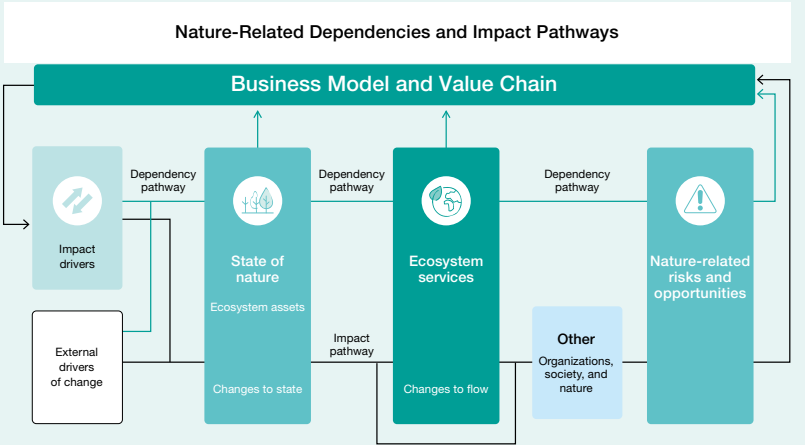 Nature-Related Dependencies and Impact Pathways
Business Model and Value Chain
Impact
drivers
Dependency
pathway
State of
nature
Ecosystem assets
Changes to state
Dependency
pathway
Ecosystem
services
Changes to flow
Dependency
pathway
Nature-related
risks and
opportunities
External
drivers
of change
Impact
pathway
Other
Organizations,
society, and
nature